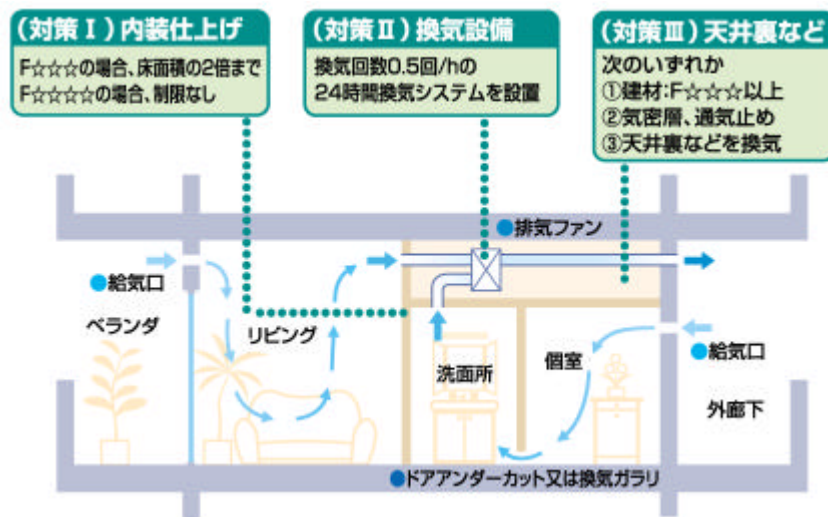 (対策Ⅰ)内装仕上げ
F☆☆☆の場合、床面積の2倍まで
F☆☆☆☆の場合、制限なし
(対策Ⅱ)換気設備
換気回数0.5回/hの
24時間換気システムを設置
(対策Ⅲ)天井裏など
次のいずれか
①建材:F☆☆☆以上
②気密層、通気止め
③天井裏などを換気
●排気ファン
●給気口
ベランダ
リビング
洗面所
個室
●給気口
外廊下
●ドアアンダーカット又は換気ガラリ